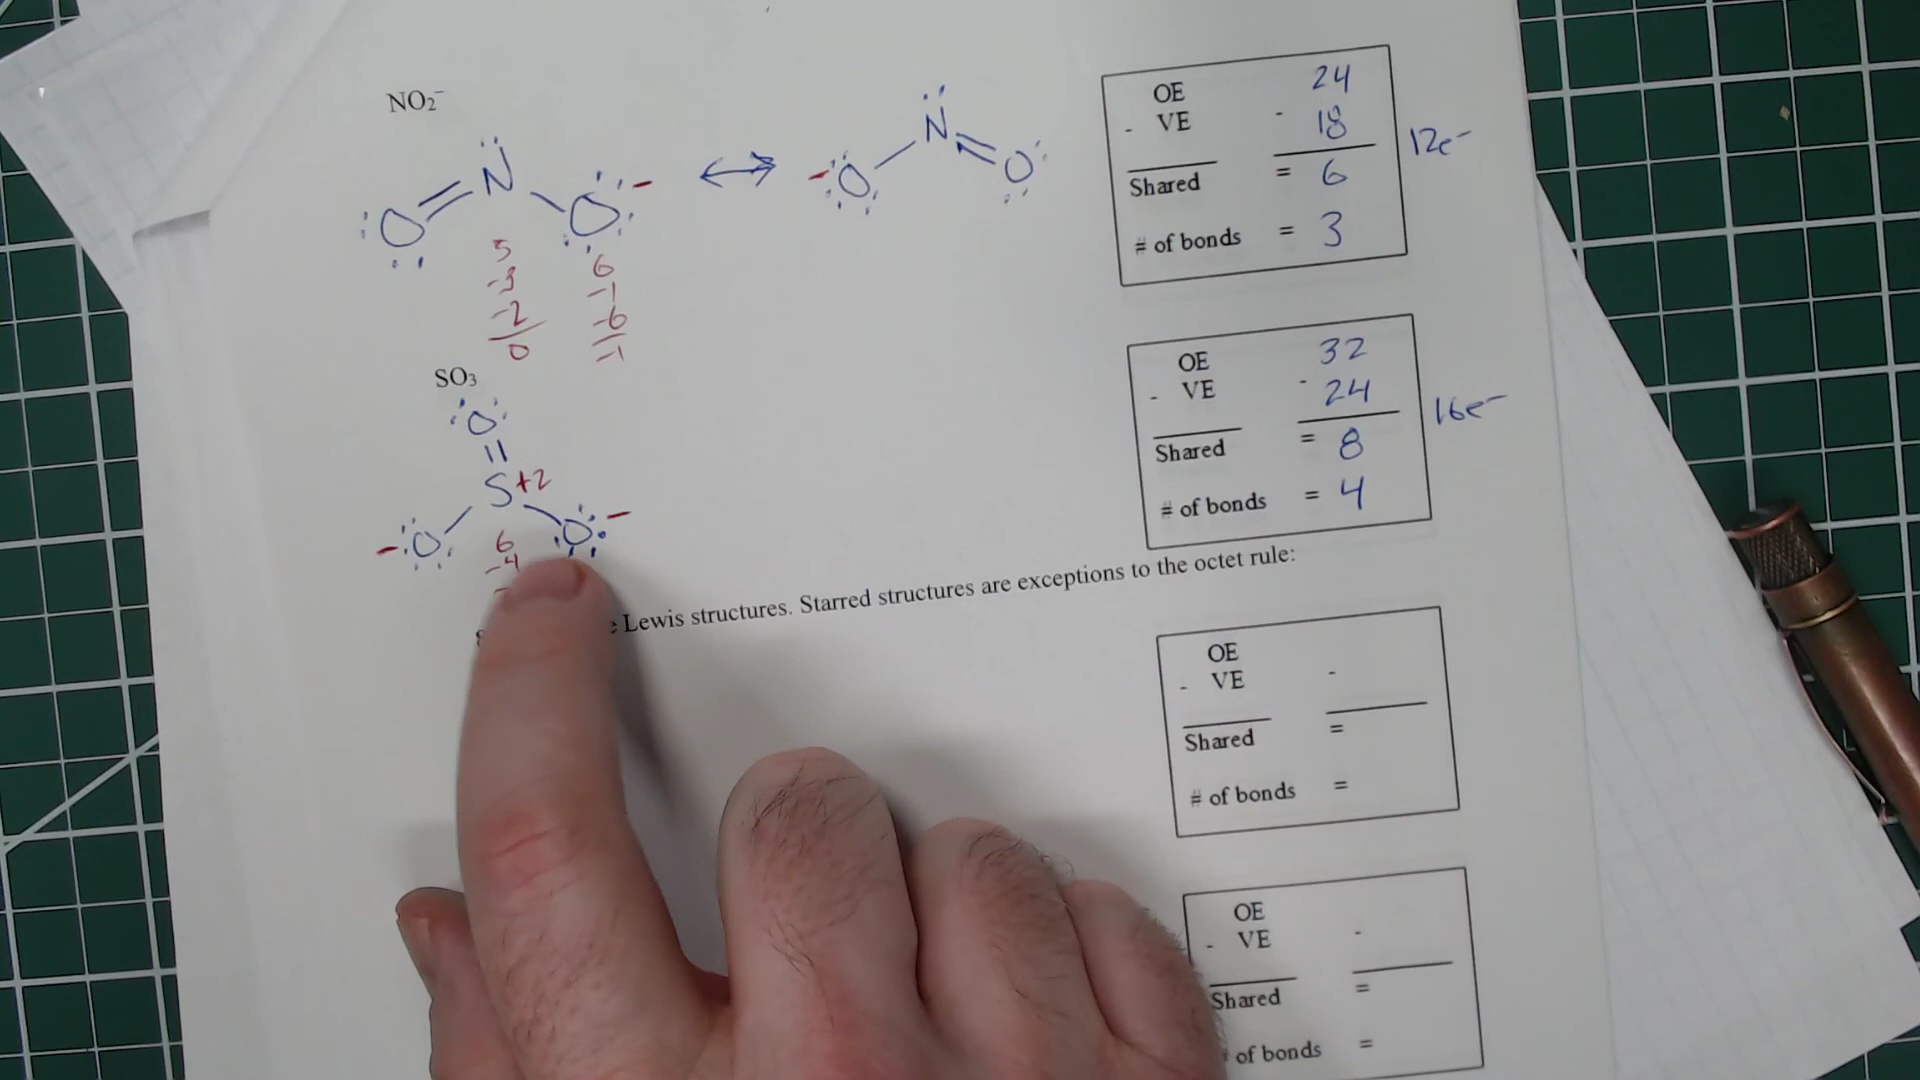 NO₂⁻
N
O = N - O -
5
-3
-2
0
6
-1
-6
-1
- O - N = O
OE 24
- VE - 18
Shared = 6
12e⁻
# of bonds = 3
SO₃
O
S +2
- O O -
6
-4
OE 32
- VE - 24
Shared = 8
16e⁻
# of bonds = 4
Lewis structures. Starred structures are exceptions to the octet rule:
OE
- VE -
Shared =
# of bonds =
OE
- VE -
Shared =
of bonds =